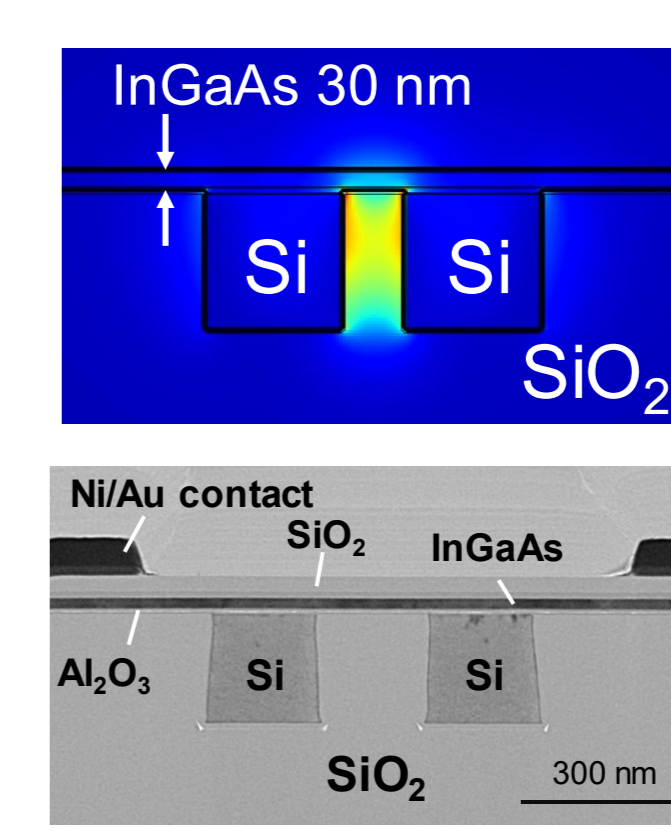 InGaAs 30 nm
Si
Si
SiO₂
Ni/Au contact
SiO₂
InGaAs
Al₂O₃
Si
Si
SiO₂
300 nm